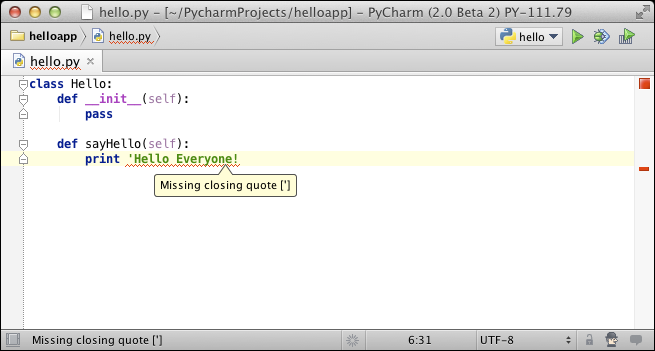 hello.py – [~/PycharmProjects/helloapp] – PyCharm (2.0 Beta 2) PY-111.79
helloapp hello.py hello
hello.py
class Hello:
    def __init__(self):
        pass
    def sayHello(self):
        print 'Hello Everyone!
Missing closing quote [']
Missing closing quote ['] 6:31 UTF-8